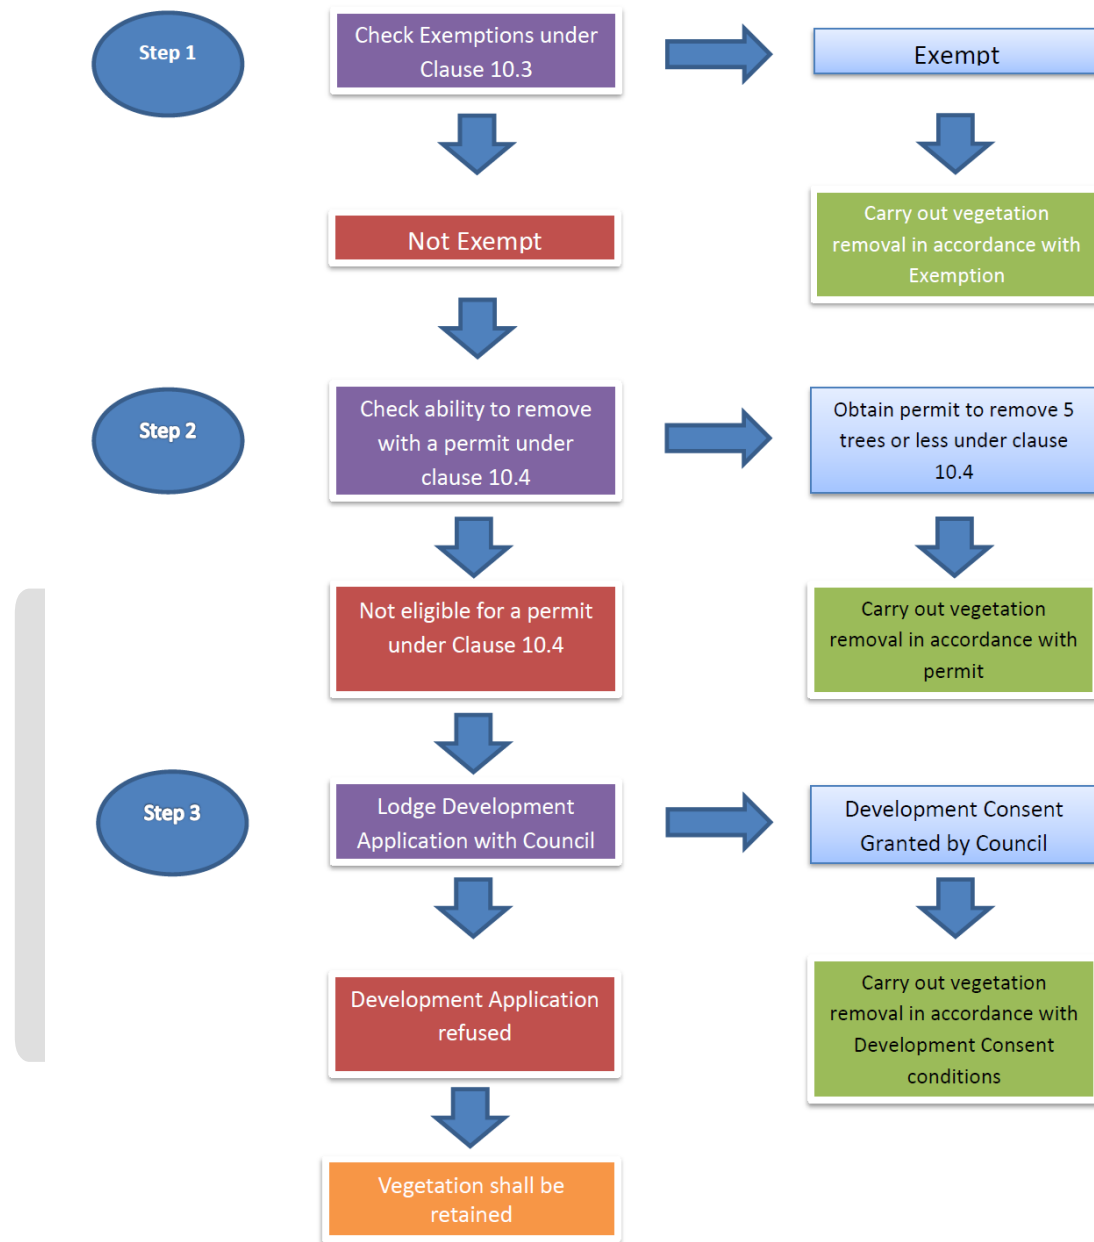 Step 1
Check Exemptions under
Clause 10.3
Exempt
Not Exempt
Carry out vegetation
removal in accordance with
Exemption
Step 2
Check ability to remove
with a permit under
clause 10.4
Obtain permit to remove 5
trees or less under clause
10.4
Not eligible for a permit
under Clause 10.4
Carry out vegetation
removal in accordance with
permit
Step 3
Lodge Development
Application with Council
Development Consent
Granted by Council
Development Application
refused
Carry out vegetation
removal in accordance with
Development Consent
conditions
Vegetation shall be
retained